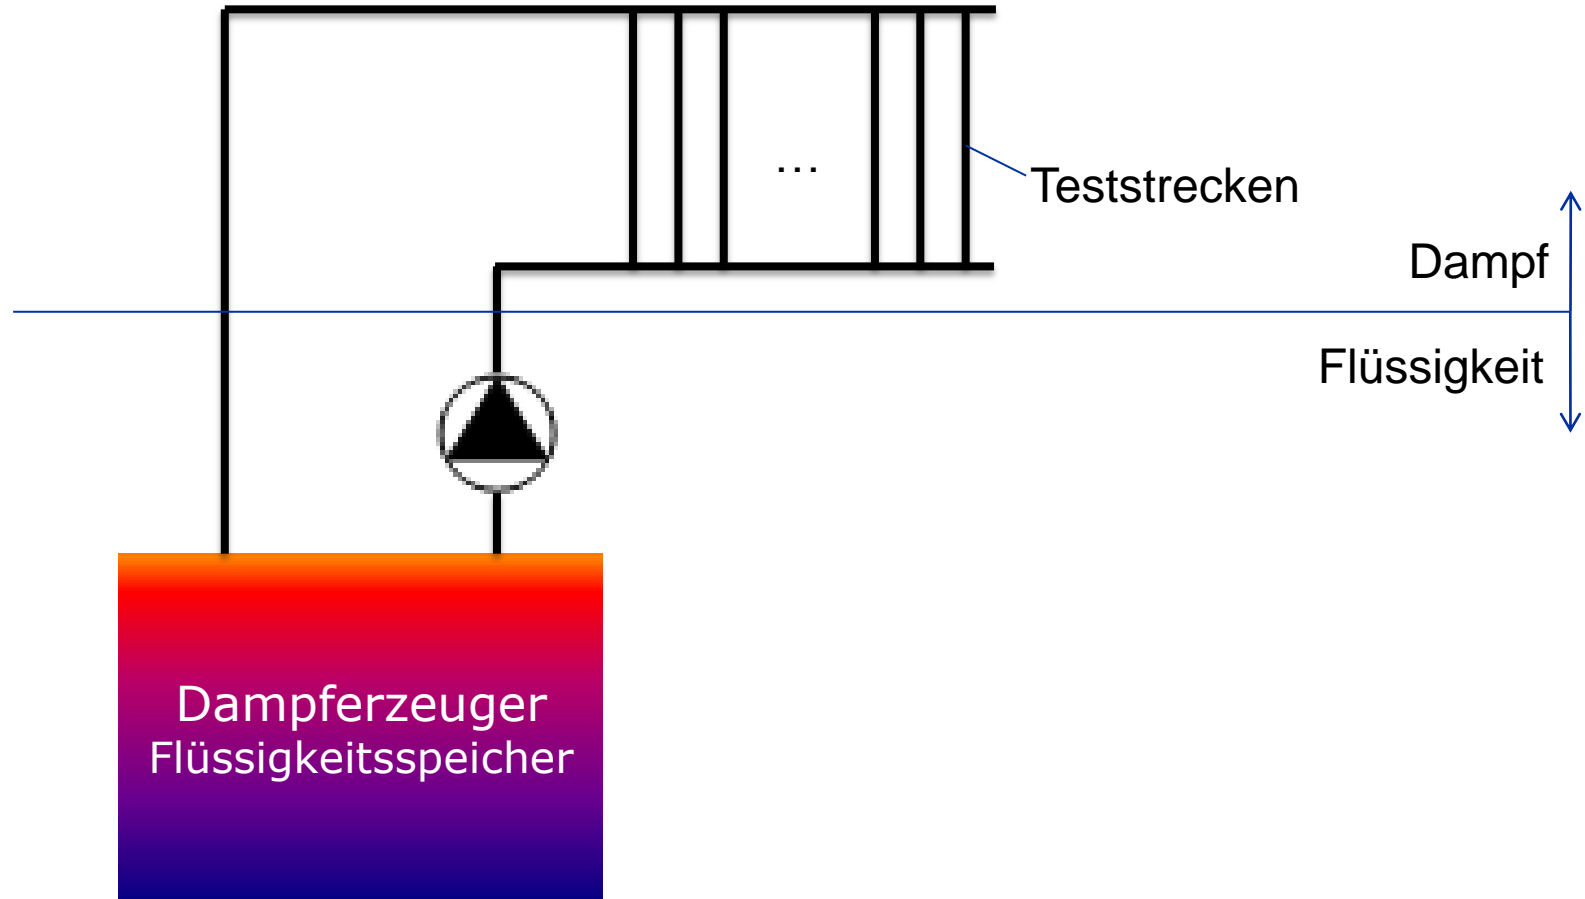 ...
Teststrecken
Dampf
Flüssigkeit
Dampferzeuger
Flüssigkeitsspeicher